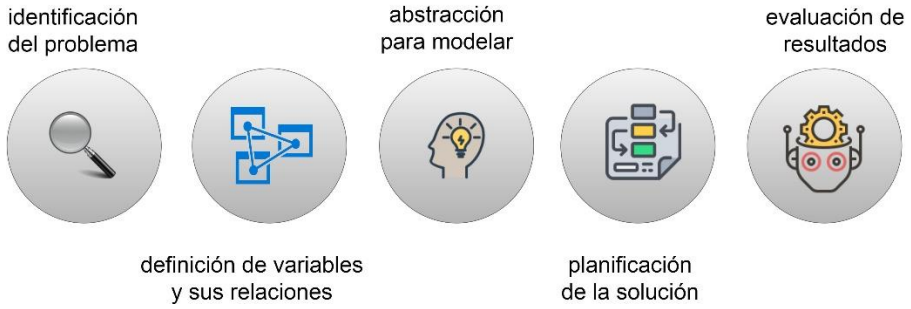 identificación
del problema
definición de variables
y sus relaciones
abstracción
para modelar
planificación
de la solución
evaluación de
resultados